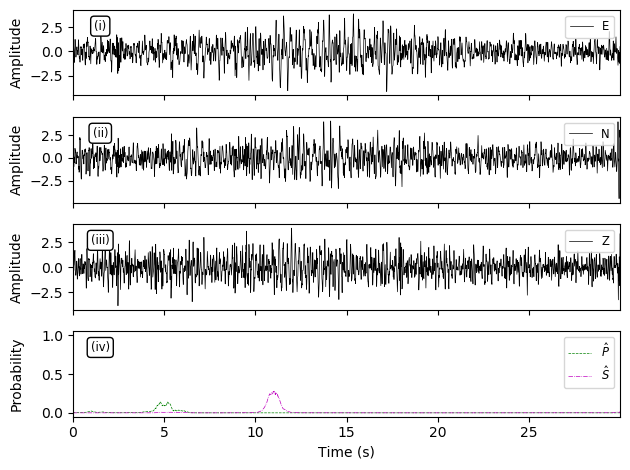 (i)
E
Amplitude
2.5
0.0
−2.5
(ii)
N
Amplitude
2.5
0.0
−2.5
(iii)
Z
Amplitude
2.5
0.0
−2.5
(iv)
P̂
Ŝ
Probability
1.0
0.5
0.0
0 5 10 15 20 25
Time (s)